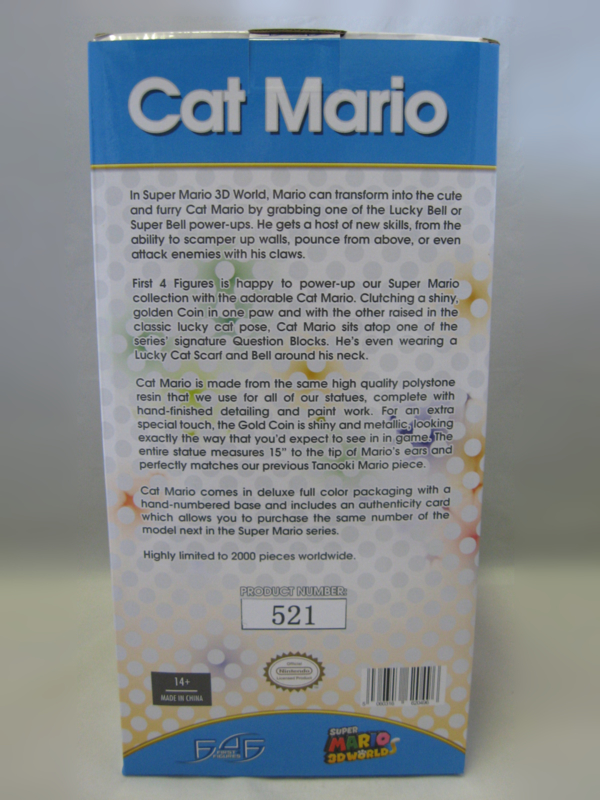 Cat Mario
In Super Mario 3D World, Mario can transform into the cute
and furry Cat Mario by grabbing one of the Lucky Bell or
Super Bell power-ups. He gets a host of new skills, from the
ability to scamper up walls, pounce from above, or even
attack enemies with his claws.
First 4 Figures is happy to power-up our Super Mario
collection with the adorable Cat Mario. Clutching a shiny,
golden Coin in one paw and with the other raised in the
classic lucky cat pose, Cat Mario sits atop one of the
series' signature Question Blocks. He's even wearing a
Lucky Cat Scarf and Bell around his neck.
Cat Mario is made from the same high quality polystone
resin that we use for all of our statues, complete with
hand-finished detailing and paint work. For an extra
special touch, the Gold Coin is shiny and metallic, looking
exactly the way that you'd expect to see in in game. The
entire statue measures 15" to the tip of Mario's ears and
perfectly matches our previous Tanooki Mario piece.
Cat Mario comes in deluxe full color packaging with a
hand-numbered base and includes an authenticity card
which allows you to purchase the same number of the
model next in the Super Mario series.
Highly limited to 2000 pieces worldwide.
PRODUCT NUMBER:
521
Official
Nintendo
Licensed Product
14+
MADE IN CHINA
F4F
FIRST 4
FIGURES
SUPER
MARIO
3D WORLD